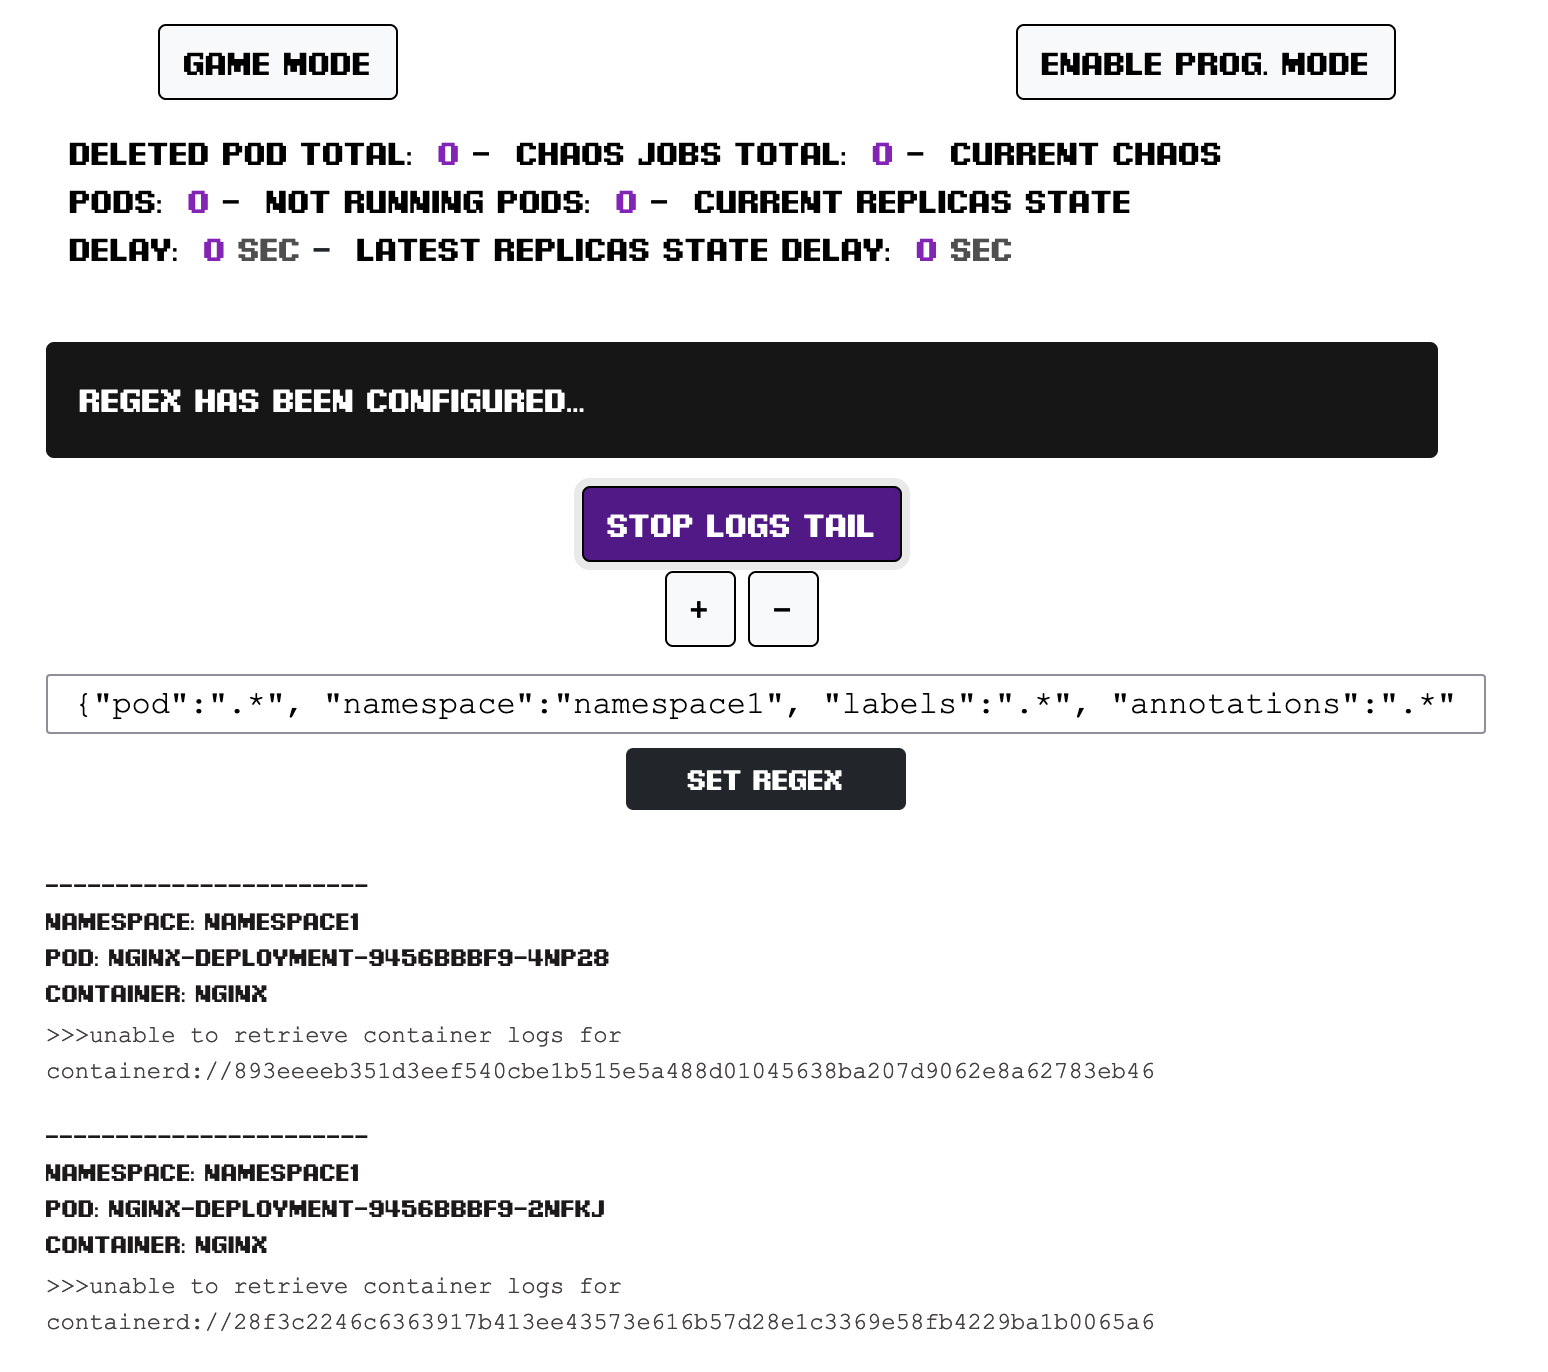 GAME MODE
ENABLE PROG. MODE
DELETED POD TOTAL: 0 - CHAOS JOBS TOTAL: 0 - CURRENT CHAOS
PODS: 0 - NOT RUNNING PODS: 0 - CURRENT REPLICAS STATE
DELAY: 0 SEC - LATEST REPLICAS STATE DELAY: 0 SEC
REGEX HAS BEEN CONFIGURED...
STOP LOGS TAIL
+ -
{"pod":".*", "namespace":"namespace1", "labels":".*", "annotations":".*"
SET REGEX
-----------------------
NAMESPACE: NAMESPACE1
POD: NGINX-DEPLOYMENT-9456BBBF9-4NP28
CONTAINER: NGINX
>>>unable to retrieve container logs for
containerd://893eeeeb351d3eef540cbe1b515e5a488d01045638ba207d9062e8a62783eb46
-----------------------
NAMESPACE: NAMESPACE1
POD: NGINX-DEPLOYMENT-9456BBBF9-2NFKJ
CONTAINER: NGINX
>>>unable to retrieve container logs for
containerd://28f3c2246c6363917b413ee43573e616b57d28e1c3369e58fb4229ba1b0065a6